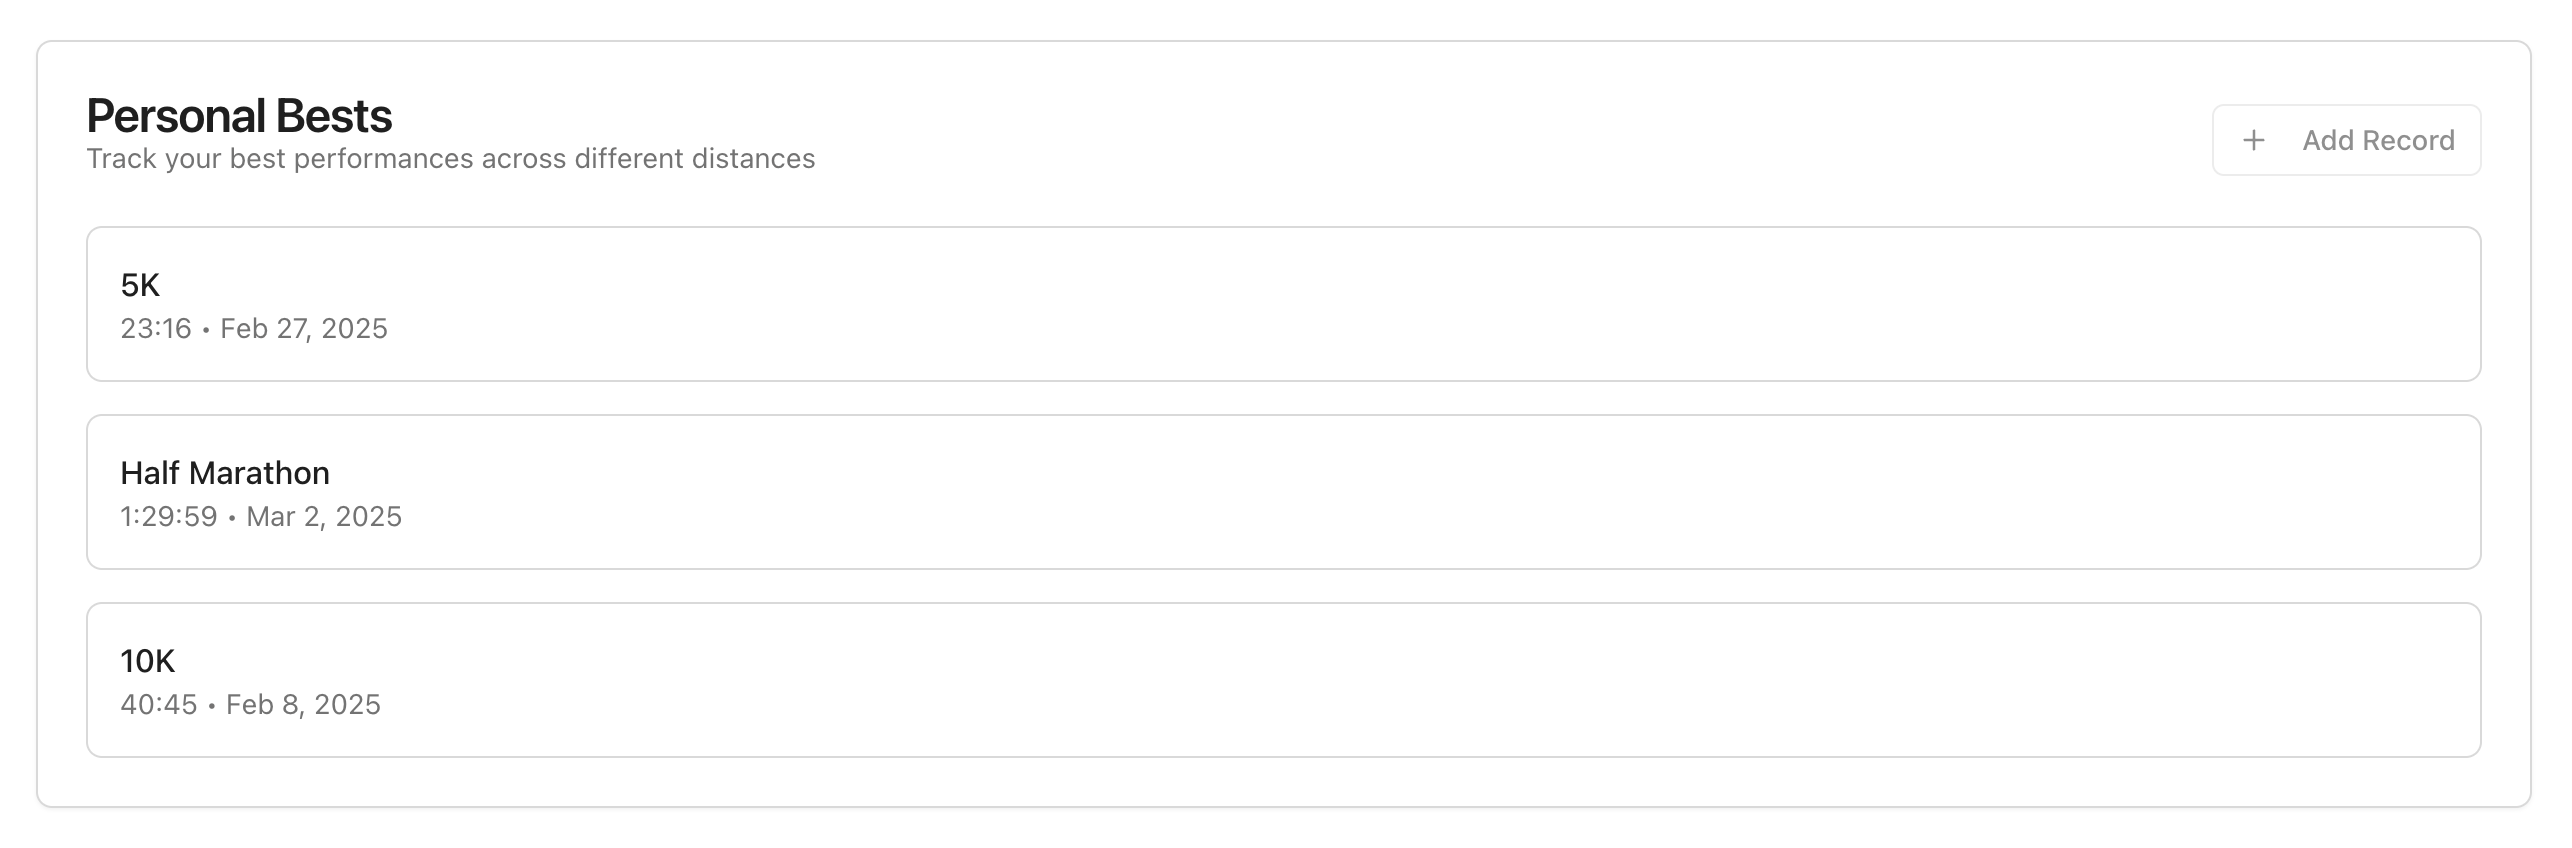 Personal Bests
Track your best performances across different distances
+ Add Record
5K
23:16 • Feb 27, 2025
Half Marathon
1:29:59 • Mar 2, 2025
10K
40:45 • Feb 8, 2025